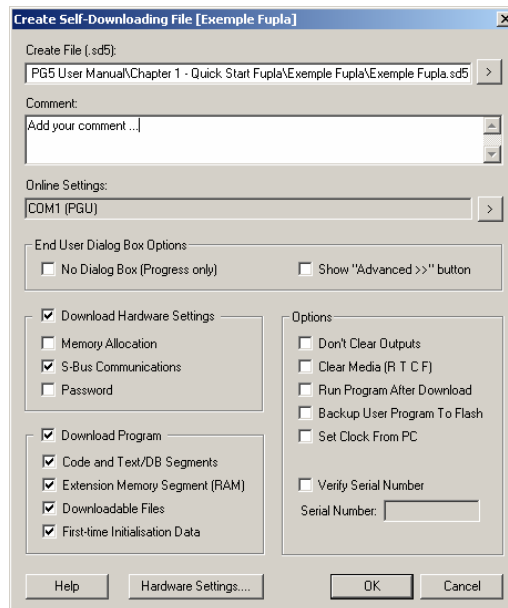 Create Self-Downloading File [Exemple Fupla]
Create File (.sd5):
PG5 User Manual\Chapter 1 - Quick Start Fupla\Exemple Fupla\Exemple Fupla.sd5
Comment:
Add your comment ...
Online Settings:
COM1 (PGU)
End User Dialog Box Options
No Dialog Box (Progress only)
Show "Advanced >>" button
Download Hardware Settings
Memory Allocation
S-Bus Communications
Password
Download Program
Code and Text/DB Segments
Extension Memory Segment (RAM)
Downloadable Files
First-time Initialisation Data
Options
Don't Clear Outputs
Clear Media (R T C F)
Run Program After Download
Backup User Program To Flash
Set Clock From PC
Verify Serial Number
Serial Number:
Help
Hardware Settings....
OK
Cancel